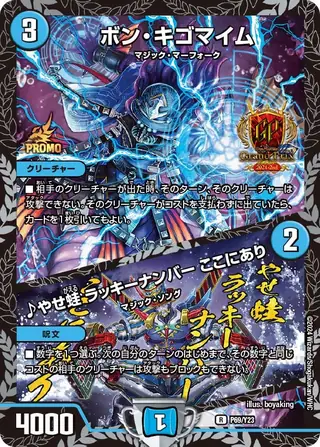 3
ボン・キゴマイム
マジック・マーフォーク
PROMO
GP
Grand Prix
2024-2nd
クリーチャー
■相手のクリーチャーが出た時、そのターン、そのクリーチャーは
攻撃できない。そのクリーチャーがコストを支払わずに出ていたら、
カードを1枚引いてもよい。
2
♪やせ蛙 ラッキーナンバー ここにあり
マジック・ソング
やせ蛙
ラッキー
ナンバー
呪文
■数字を1つ選ぶ。次の自分のターンのはじめまで、その数字と同じ
コストの相手のクリーチャーは攻撃もブロックもできない。
illus. boyaking
4000
1
R
P69/Y23